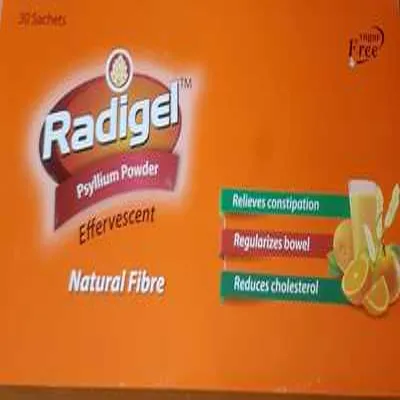 30 Sachets
sugar
Free
Radigel™
Psyllium Powder
Effervescent
Natural Fibre
Relieves constipation
Regularizes bowel
Reduces cholesterol